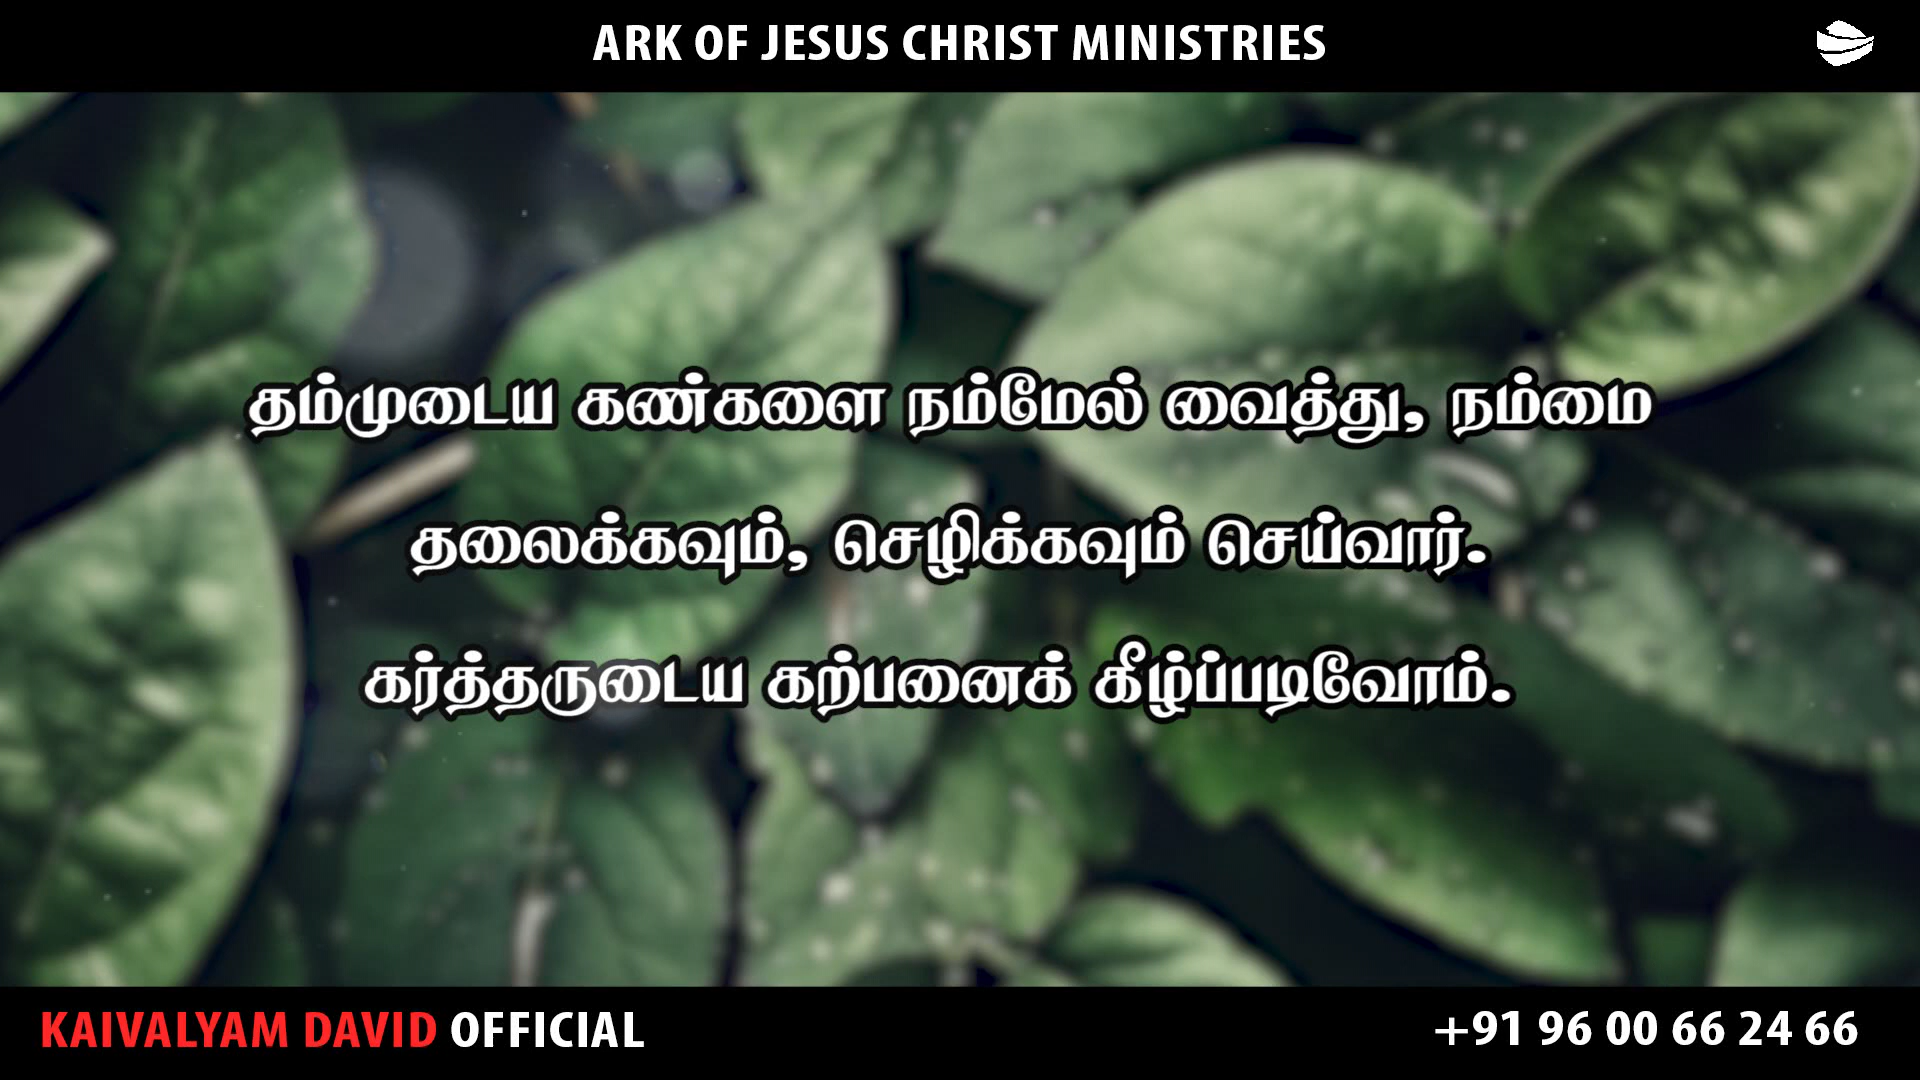 ARK OF JESUS CHRIST MINISTRIES
தம்முடைய கண்களை நம்மேல் வைத்து, நம்மை
தலைக்கவும், செழிக்கவும் செய்வார்.
கர்த்தருடைய கற்பனைக் கீழ்ப்படிவோம்.
KAIVALYAM DAVID OFFICIAL
+91 96 00 66 24 66